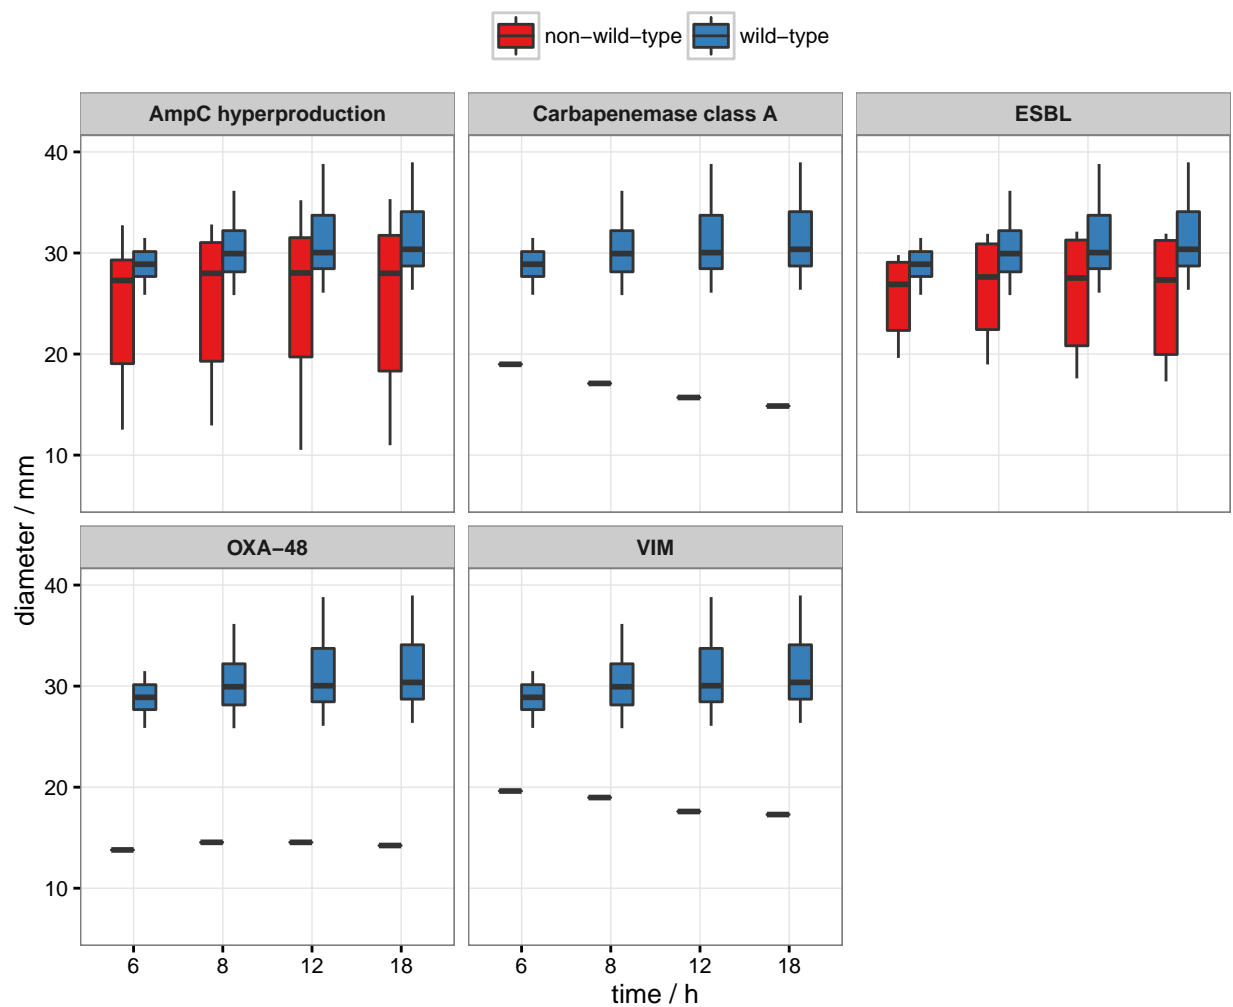 non−wild−type wild−type
AmpC hyperproduction Carbapenemase class A ESBL
40
30
20
10
diameter / mm
OXA−48 VIM
40
30
20
10
6 8 12 18 6 8 12 18
time / h